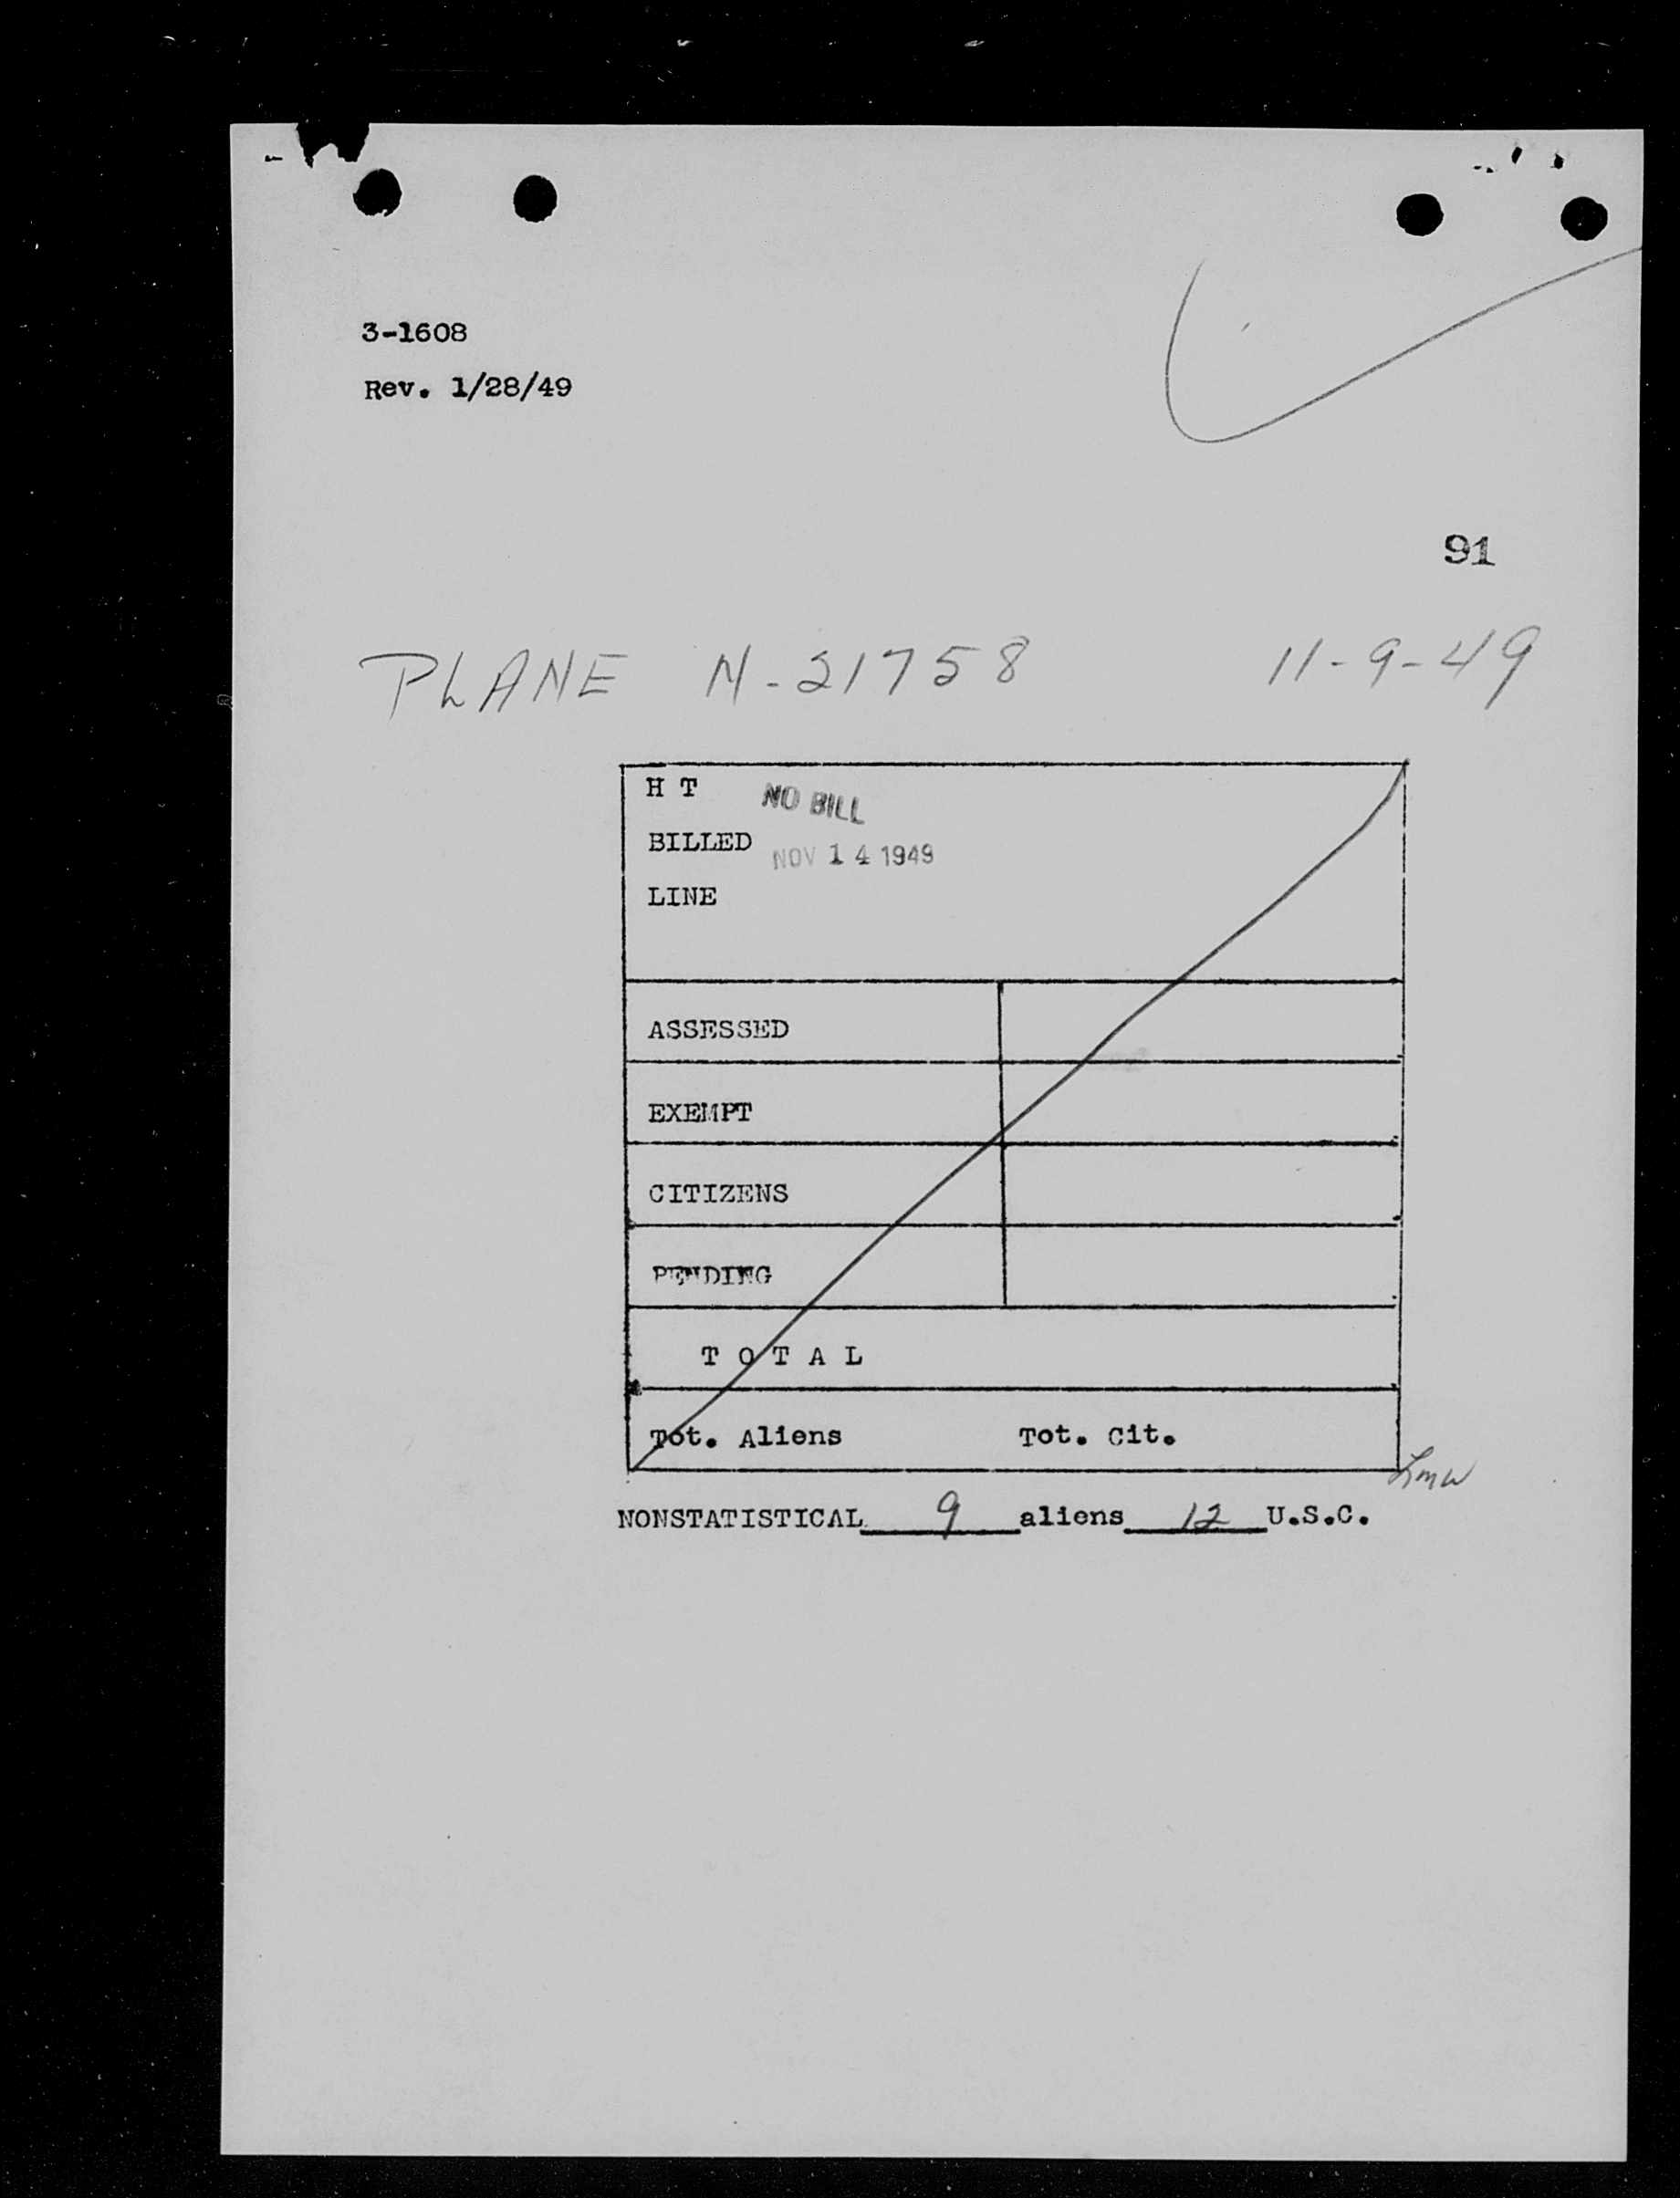 3-1608
Rev. 1/28/49
91
PLANE N-21758 11-9-49
H T NO BILL
BILLED NOV 14 1949
LINE
ASSESSED
EXEMPT
CITIZENS
PENDING
T O T A L
Tot. Aliens Tot. Cit.
NONSTATISTICAL 9 aliens 12 U.S.C.